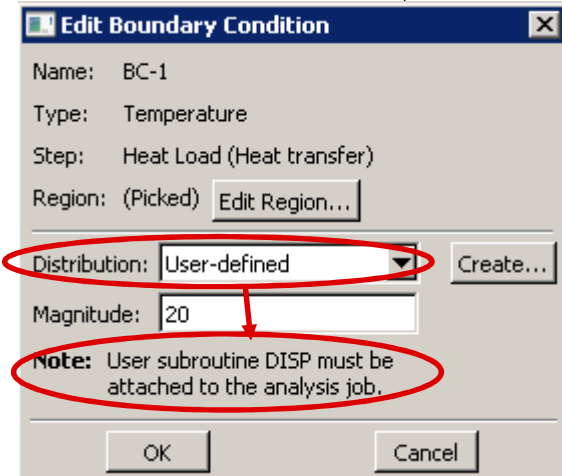 Edit Boundary Condition
Name: BC-1
Type: Temperature
Step: Heat Load (Heat transfer)
Region: (Picked) Edit Region...
Distribution: User-defined Create...
Magnitude: 20
Note: User subroutine DISP must be
attached to the analysis job.
OK Cancel